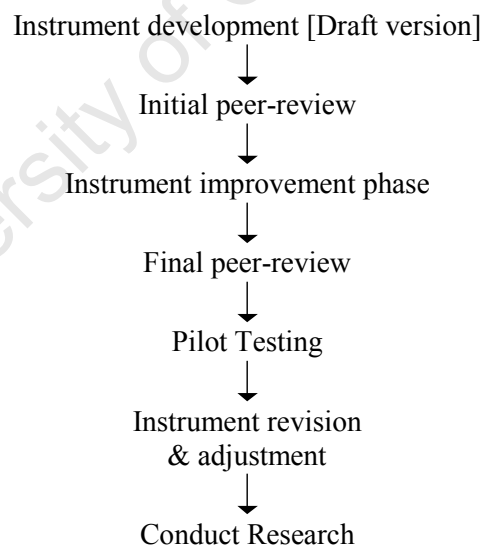 Instrument development [Draft version]
Initial peer-review
Instrument improvement phase
Final peer-review
Pilot Testing
Instrument revision
& adjustment
Conduct Research